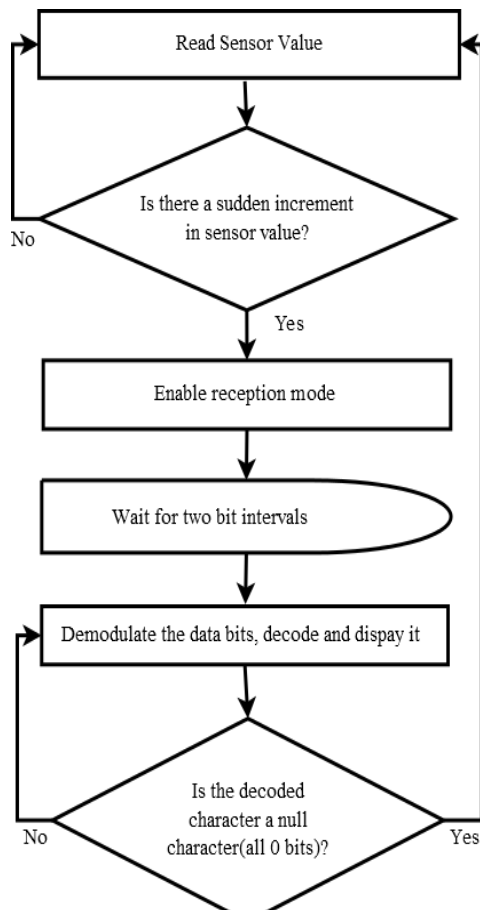 Read Sensor Value
Is there a sudden increment
in sensor value?
No
Yes
Enable reception mode
Wait for two bit intervals
Demodulate the data bits, decode and dispay it
Is the decoded
character a null
character(all 0 bits)?
No
Yes